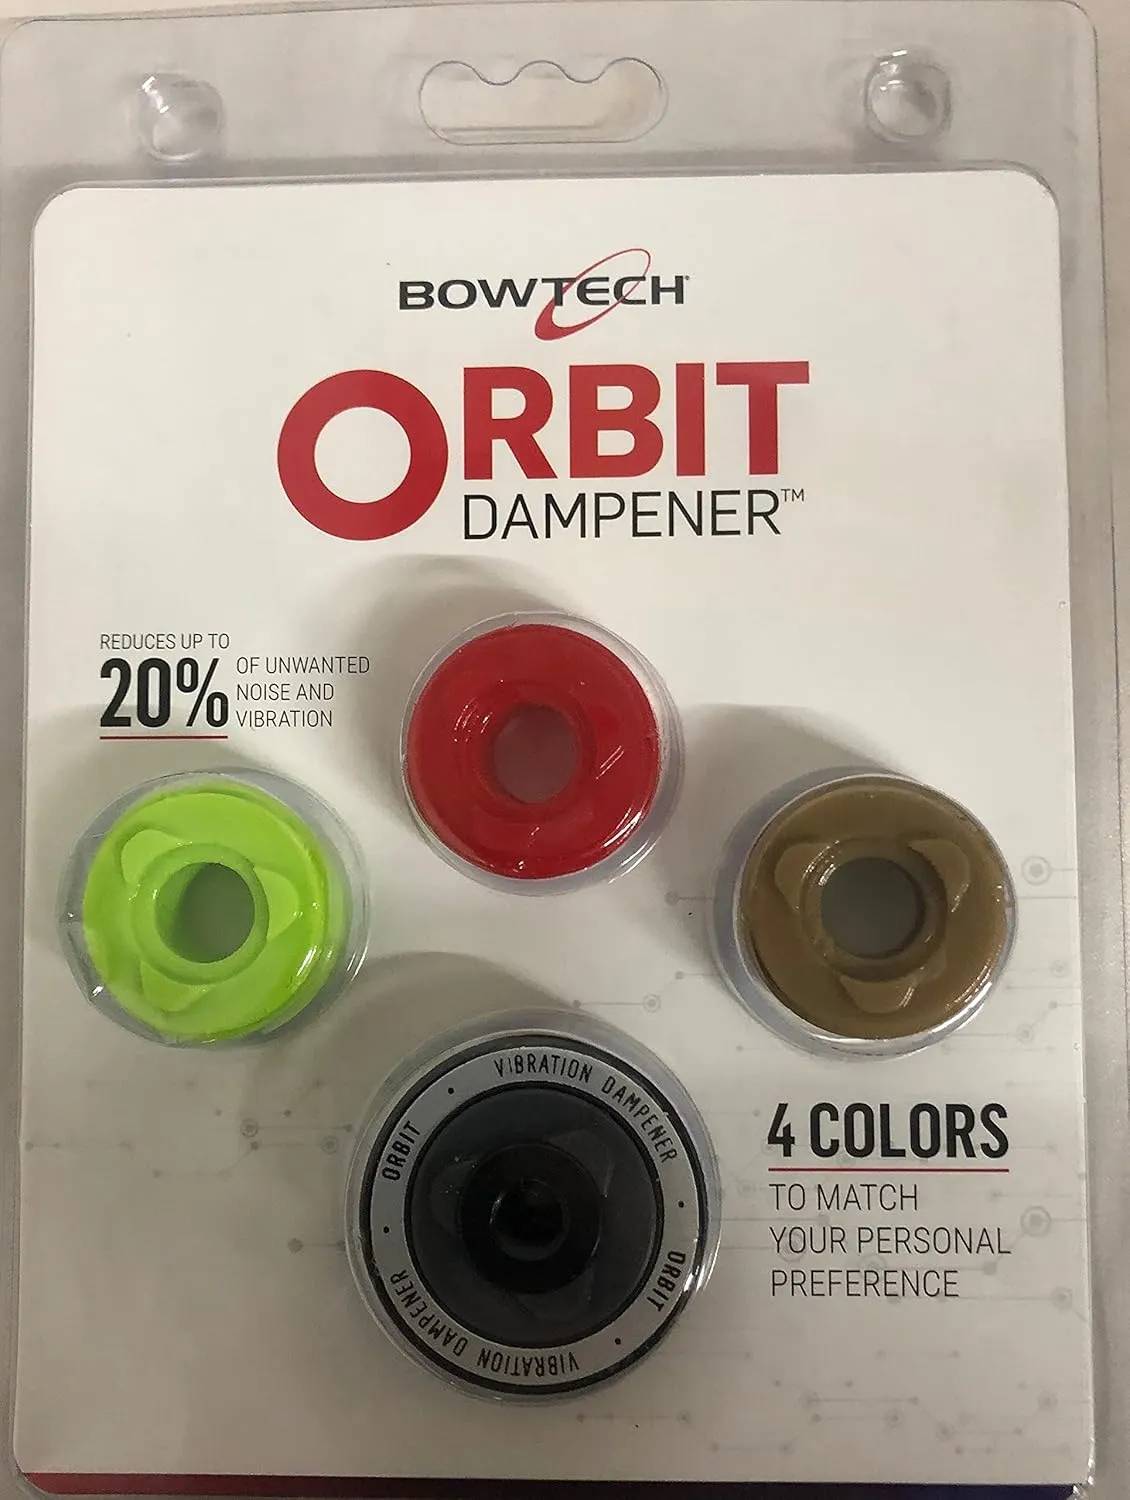 BOWTECH®
ORBIT
DAMPENER™
REDUCES UP TO
20%
OF UNWANTED
NOISE AND
VIBRATION
ORBIT • VIBRATION DAMPENER • ORBIT • VIBRATION DAMPENER •
4 COLORS
TO MATCH
YOUR PERSONAL
PREFERENCE